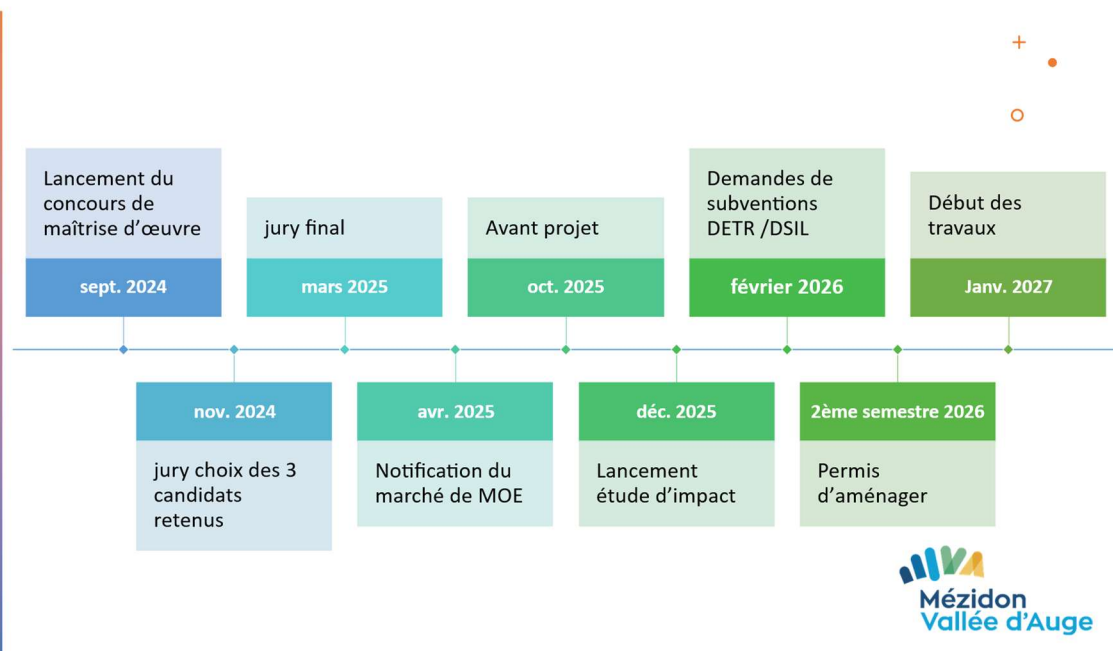 Lancement du
concours de
maîtrise d’œuvre
sept. 2024
nov. 2024
jury choix des 3
candidats
retenus
jury final
mars 2025
avr. 2025
Notification du
marché de MOE
Avant projet
oct. 2025
déc. 2025
Lancement
étude d’impact
Demandes de
subventions
DETR /DSIL
février 2026
2ème semestre 2026
Permis
d’aménager
Début des
travaux
Janv. 2027
Mézidon
Vallée d’Auge